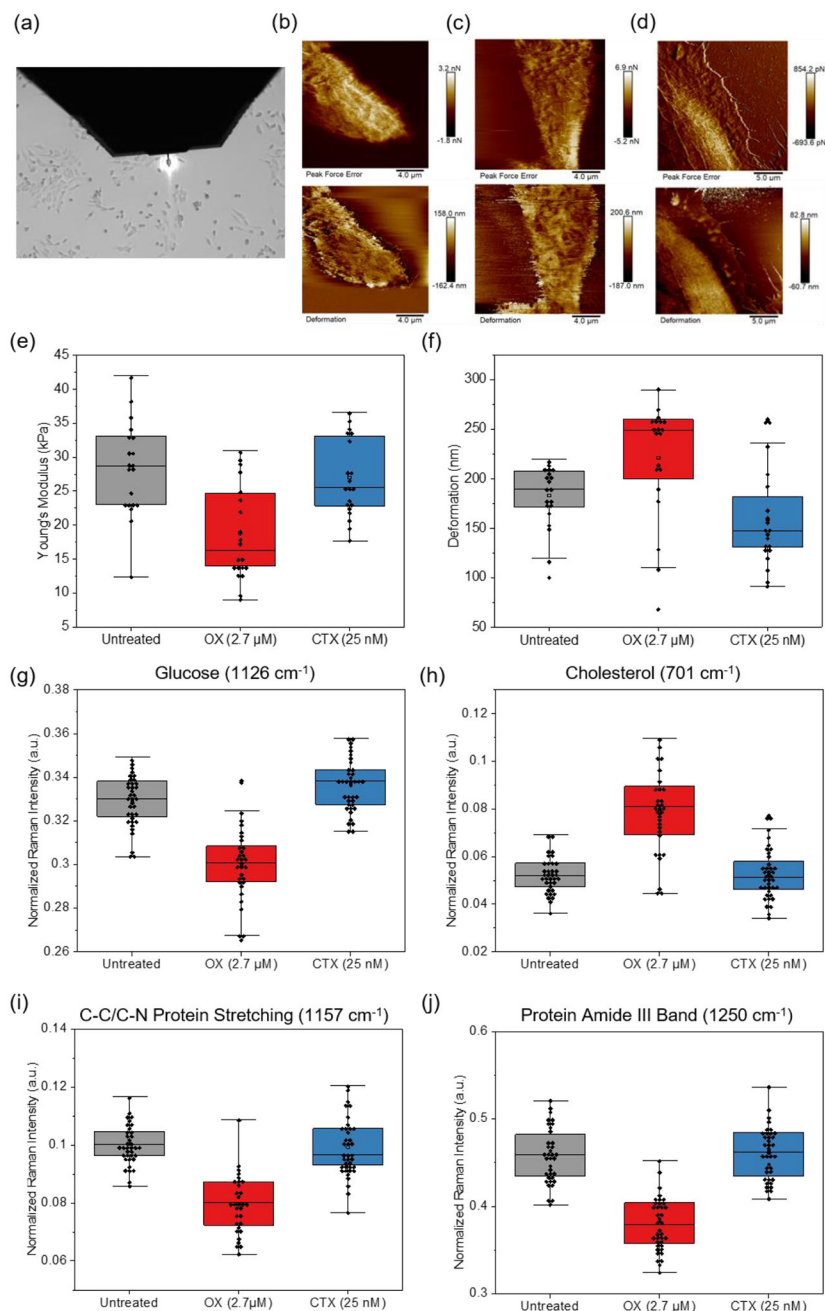 (a)
(b)
(c)
(d)
3.2 nN
-1.8 nN
Peak Force Error
4.0 µm
6.9 nN
-5.2 nN
Peak Force Error
4.0 µm
854.2 pN
-693.6 pN
Peak Force Error
5.0 µm
158.0 nm
-162.4 nm
Deformation
4.0 µm
200.6 nm
-187.0 nm
Deformation
4.0 µm
82.8 nm
-60.7 nm
Deformation
5.0 µm
(e)
Young's Modulus (kPa)
45
40
35
30
25
20
15
10
5
Untreated
OX (2.7 µM)
CTX (25 nM)
(f)
Deformation (nm)
300
250
200
150
100
50
Untreated
OX (2.7 µM)
CTX (25 nM)
(g)
Glucose (1126 cm⁻¹)
Normalized Raman Intensity (a.u.)
0.38
0.36
0.34
0.32
0.3
0.28
0.26
Untreated
OX (2.7 µM)
CTX (25 nM)
(h)
Cholesterol (701 cm⁻¹)
Normalized Raman Intensity (a.u.)
0.12
0.1
0.08
0.06
0.04
0.02
Untreated
OX (2.7 µM)
CTX (25 nM)
(i)
C-C/C-N Protein Stretching (1157 cm⁻¹)
Normalized Raman Intensity (a.u.)
0.14
0.12
0.1
0.08
0.06
Untreated
OX (2.7µM)
CTX (25 nM)
(j)
Protein Amide III Band (1250 cm⁻¹)
Normalized Raman Intensity (a.u.)
0.6
0.5
0.4
0.3
Untreated
OX (2.7 µM)
CTX (25 nM)